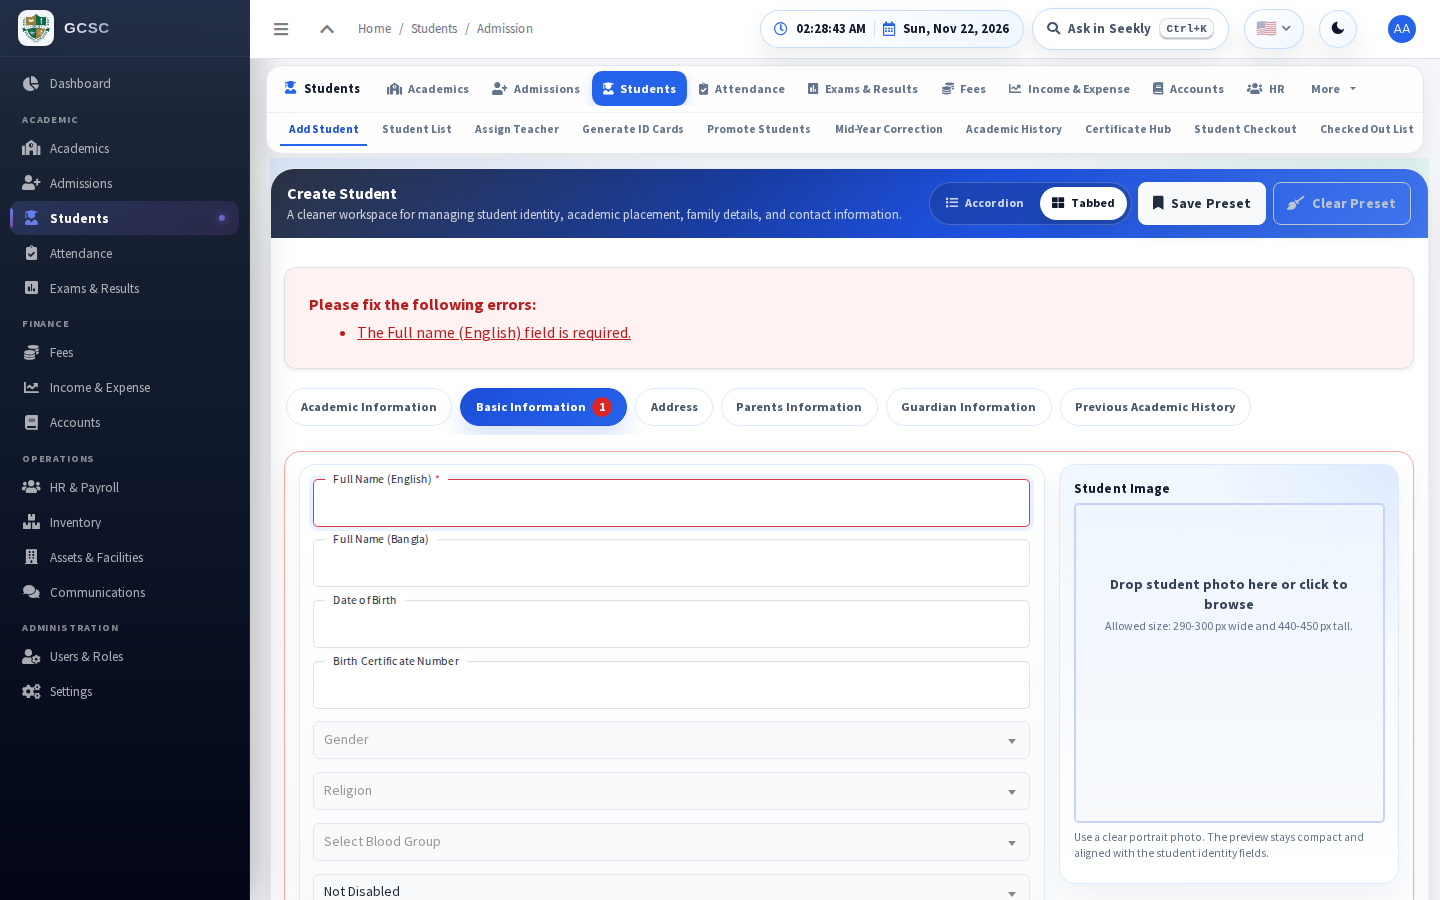 GCSC
Home / Students / Admission
02:28:43 AM
Sun, Nov 22, 2026
Ask in Seekly
Ctrl+K
AA
Dashboard
ACADEMIC
Academics
Admissions
Students
Attendance
Exams & Results
FINANCE
Fees
Income & Expense
Accounts
OPERATIONS
HR & Payroll
Inventory
Assets & Facilities
Communications
ADMINISTRATION
Users & Roles
Settings
Students
Academics
Admissions
Students
Attendance
Exams & Results
Fees
Income & Expense
Accounts
HR
More
Add Student
Student List
Assign Teacher
Generate ID Cards
Promote Students
Mid-Year Correction
Academic History
Certificate Hub
Student Checkout
Checked Out List
Create Student
A cleaner workspace for managing student identity, academic placement, family details, and contact information.
Accordion
Tabbed
Save Preset
Clear Preset
Please fix the following errors:
• The Full name (English) field is required.
Academic Information
Basic Information 1
Address
Parents Information
Guardian Information
Previous Academic History
Full Name (English) *
Full Name (Bangla)
Date of Birth
Birth Certificate Number
Gender
Religion
Select Blood Group
Not Disabled
Student Image
Drop student photo here or click to
browse
Allowed size: 290-300 px wide and 440-450 px tall.
Use a clear portrait photo. The preview stays compact and
aligned with the student identity fields.